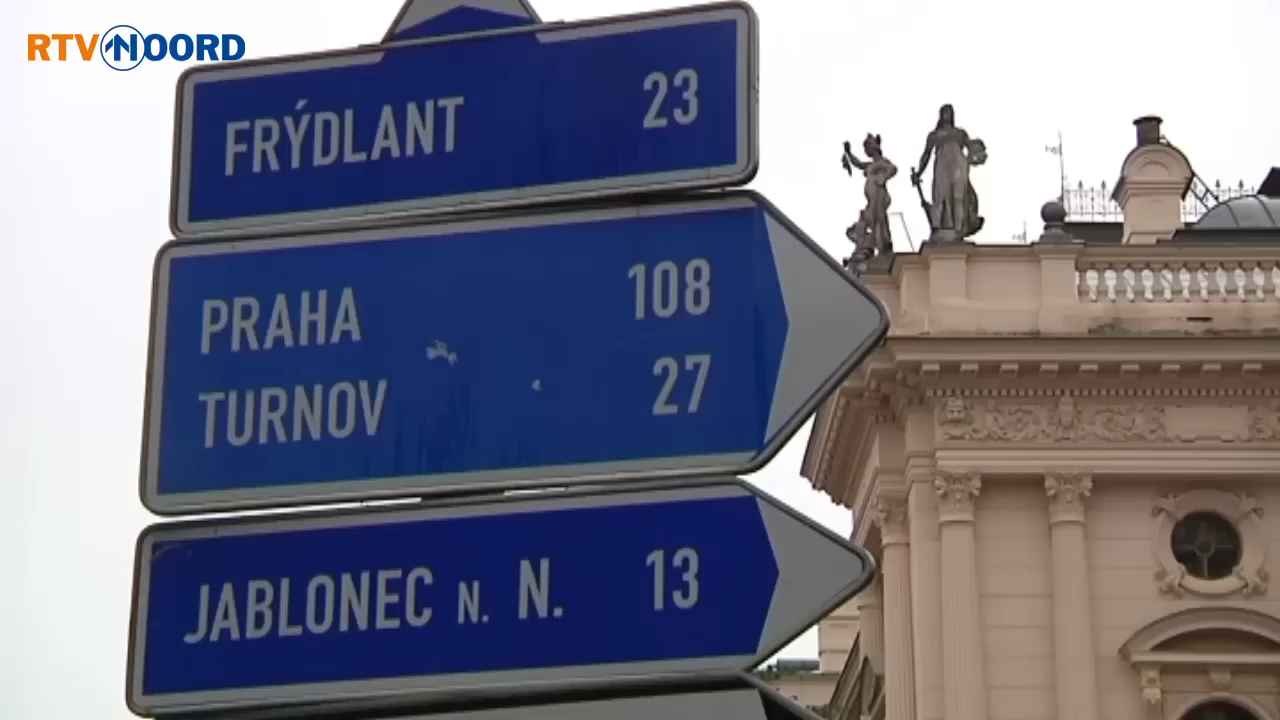 RTV NOORD
FRÝDLANT 23
PRAHA 108
TURNOV 27
JABLONEC N. N. 13